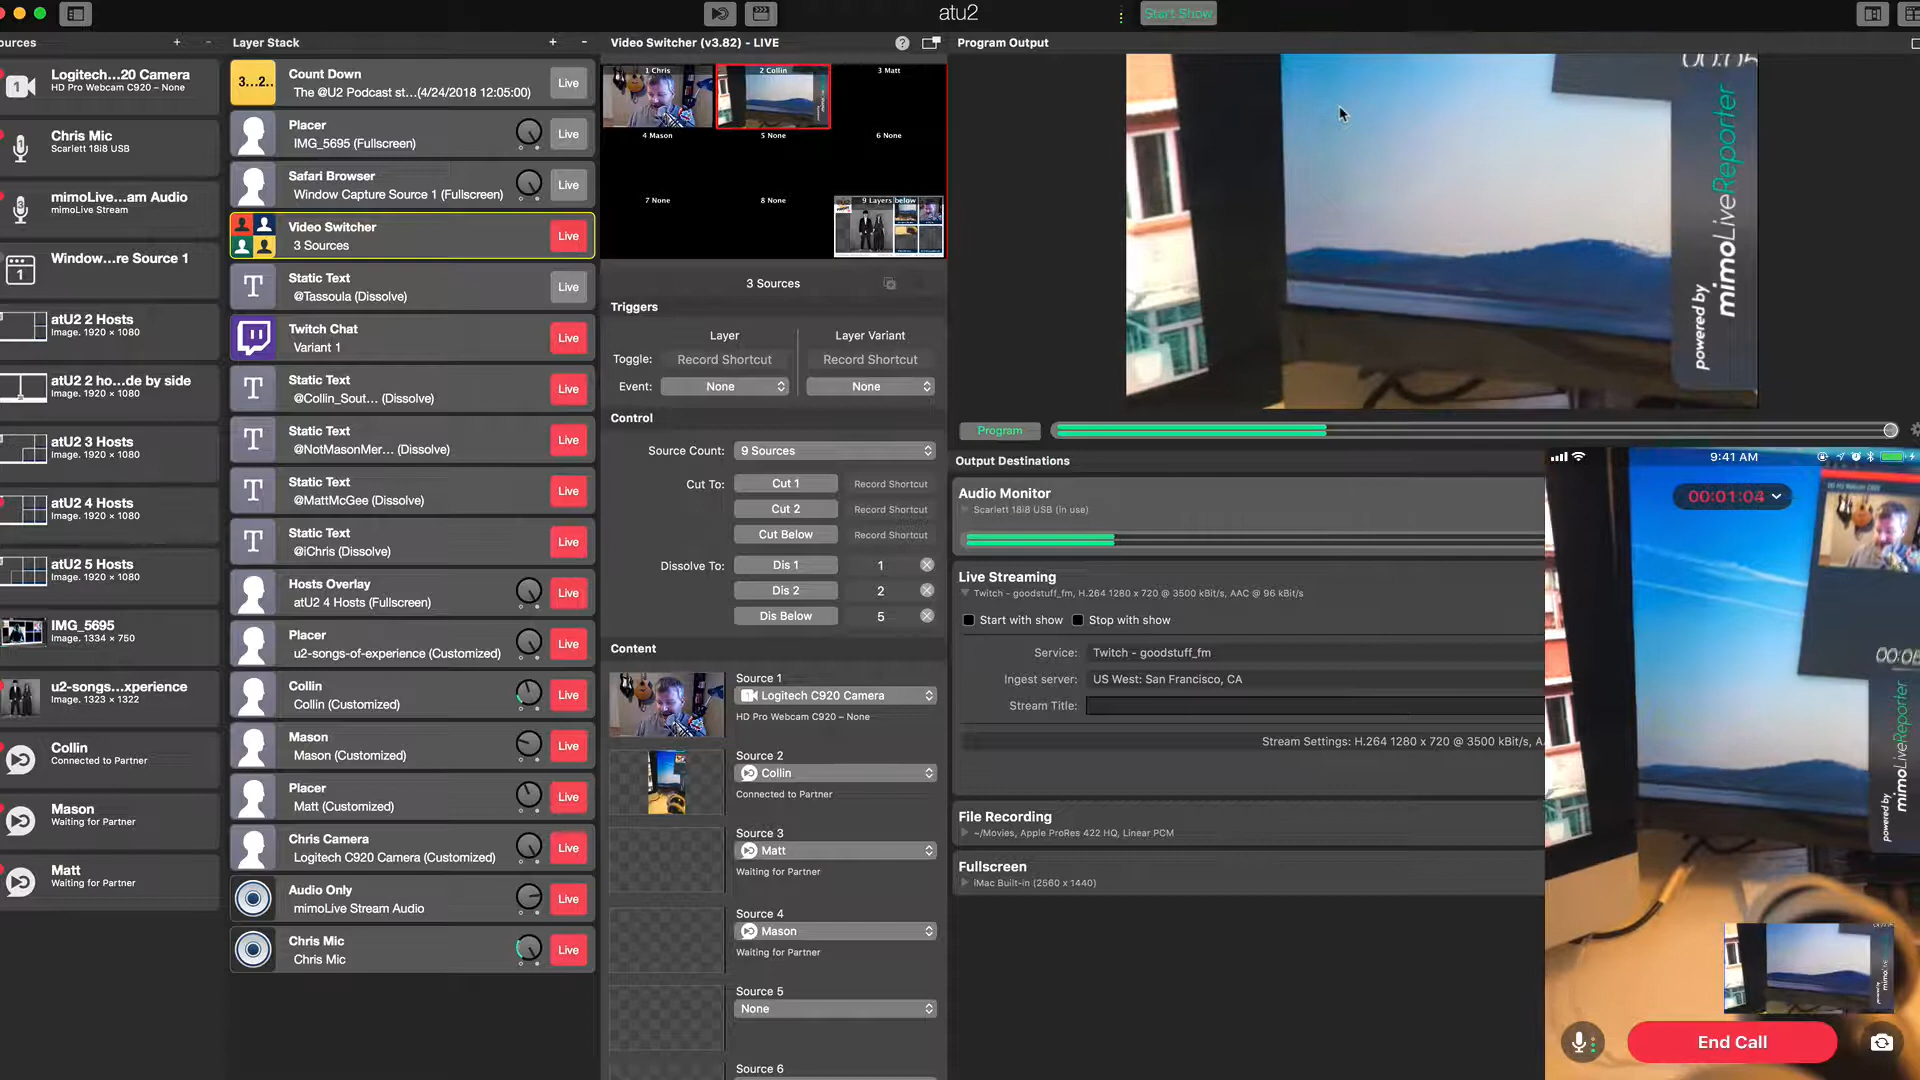 atu2
Start Show
ources
+
-
Logitech...20 Camera
HD Pro Webcam C920 – None
Chris Mic
Scarlett 18i8 USB
mimoLive...am Audio
mimoLive Stream
Window...re Source 1
atU2 2 Hosts
Image. 1920 × 1080
atU2 2 ho...de by side
Image. 1920 × 1080
atU2 3 Hosts
Image. 1920 × 1080
atU2 4 Hosts
Image. 1920 × 1080
atU2 5 Hosts
Image. 1920 × 1080
IMG_5695
Image. 1334 × 750
u2-songs...xperience
Image. 1323 × 1322
Collin
Connected to Partner
Mason
Waiting for Partner
Matt
Waiting for Partner
Layer Stack
+
-
3...2..
Count Down
The @U2 Podcast st...(4/24/2018 12:05:00)
Live
Placer
IMG_5695 (Fullscreen)
Live
Safari Browser
Window Capture Source 1 (Fullscreen)
Live
Video Switcher
3 Sources
Live
Static Text
@Tassoula (Dissolve)
Live
Twitch Chat
Variant 1
Live
Static Text
@Collin_Sout... (Dissolve)
Live
Static Text
@NotMasonMer... (Dissolve)
Live
Static Text
@MattMcGee (Dissolve)
Live
Static Text
@iChris (Dissolve)
Live
Hosts Overlay
atU2 4 Hosts (Fullscreen)
Live
Placer
u2-songs-of-experience (Customized)
Live
Collin
Collin (Customized)
Live
Mason
Mason (Customized)
Live
Placer
Matt (Customized)
Live
Chris Camera
Logitech C920 Camera (Customized)
Live
Audio Only
mimoLive Stream Audio
Live
Chris Mic
Chris Mic
Live
Video Switcher (v3.82) - LIVE
?
1 Chris
2 Collin
3 Matt
4 Mason
5 None
6 None
7 None
8 None
9 Layers below
3 Sources
Triggers
Layer
Layer Variant
Toggle:
Record Shortcut
Record Shortcut
Event:
None
None
Control
Source Count:
9 Sources
Cut To:
Cut 1
Record Shortcut
Cut 2
Record Shortcut
Cut Below
Record Shortcut
Dissolve To:
Dis 1
1
Dis 2
2
Dis Below
5
Content
Source 1
Logitech C920 Camera
HD Pro Webcam C920 – None
Source 2
Collin
Connected to Partner
Source 3
Matt
Waiting for Partner
Source 4
Mason
Waiting for Partner
Source 5
None
Source 6
Program Output
powered by
mimoLiveReporter
Program
Output Destinations
Audio Monitor
Scarlett 18i8 USB (in use)
Live Streaming
Twitch - goodstuff_fm, H.264 1280 x 720 @ 3500 kBit/s, AAC @ 96 kBit/s
Start with show
Stop with show
Service:
Twitch - goodstuff_fm
Ingest server:
US West: San Francisco, CA
Stream Title:
Stream Settings: H.264 1280 x 720 @ 3500 kBit/s, A
File Recording
~/Movies, Apple ProRes 422 HQ, Linear PCM
Fullscreen
iMac Built-in (2560 x 1440)
9:41 AM
00:01:04
powered by
mimoLiveReporter
End Call